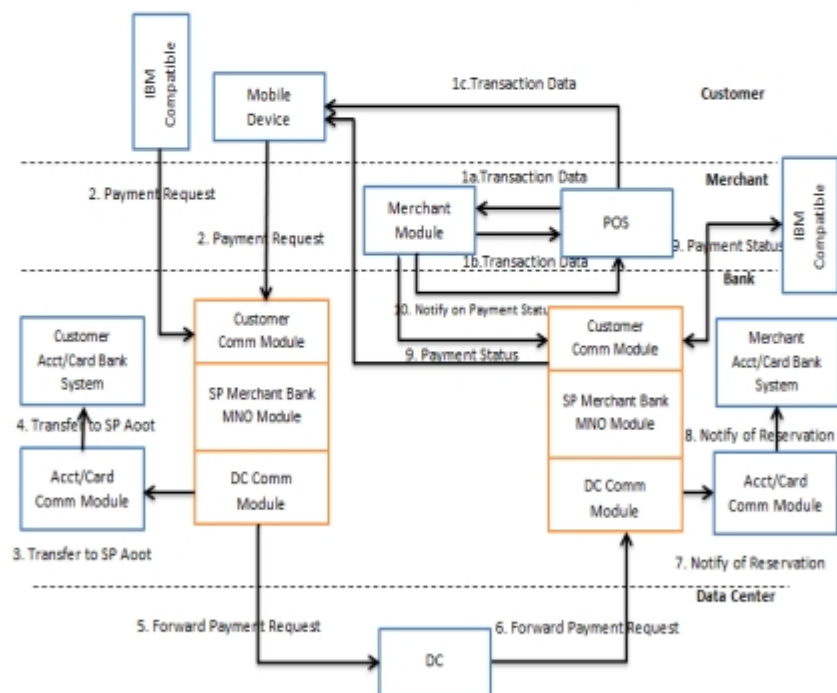 IBM
Compatible
Mobile
Device
1c.Transaction Data
Customer
1a.Transaction Data
Merchant
2. Payment Request
Merchant
Module
POS
IBM
Compatible
2. Payment Request
9. Payment Status
1b.Transaction Data
Bank
10. Notify on Payment Status
Customer
Comm Module
Customer
Comm Module
Customer
Acct/Card Bank
System
9. Payment Status
Merchant
Acct/Card Bank
System
SP Merchant Bank
MNO Module
SP Merchant Bank
MNO Module
4. Transfer to SP Aoot
8. Notify of Reservation
Acct/Card
Comm Module
DC Comm
Module
DC Comm
Module
Acct/Card
Comm Module
3. Transfer to SP Aoot
7. Notify of Reservation
Data Center
5. Forward Payment Request
6. Forward Payment Request
DC